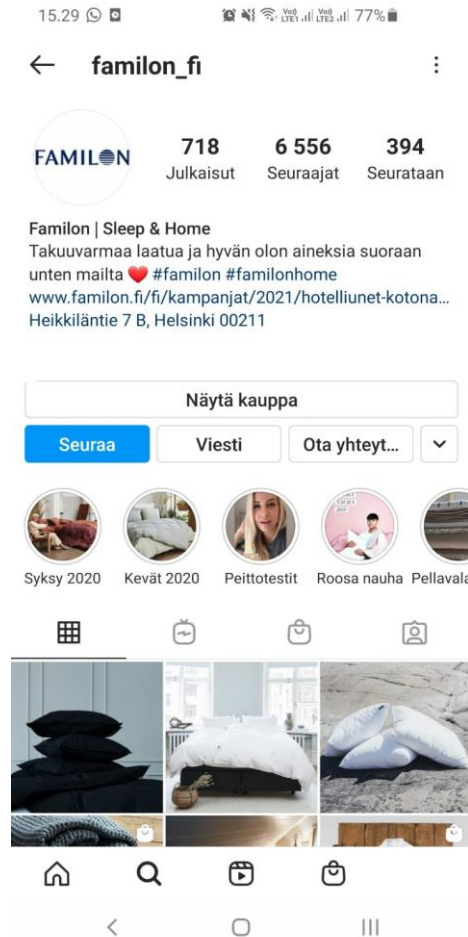 15.29 77%
familon_fi
FAMILON
718 6 556 394
Julkaisut Seuraajat Seurataan
Familon | Sleep & Home
Takuuvarmaa laatua ja hyvän olon aineksia suoraan
unten mailta ❤️ #familon #familonhome
www.familon.fi/fi/kampanjat/2021/hotelliunet-kotona...
Heikkiläntie 7 B, Helsinki 00211
Näytä kauppa
Seuraa Viesti Ota yhteyt...
Syksy 2020 Kevät 2020 Peittotestit Roosa nauha Pellavala